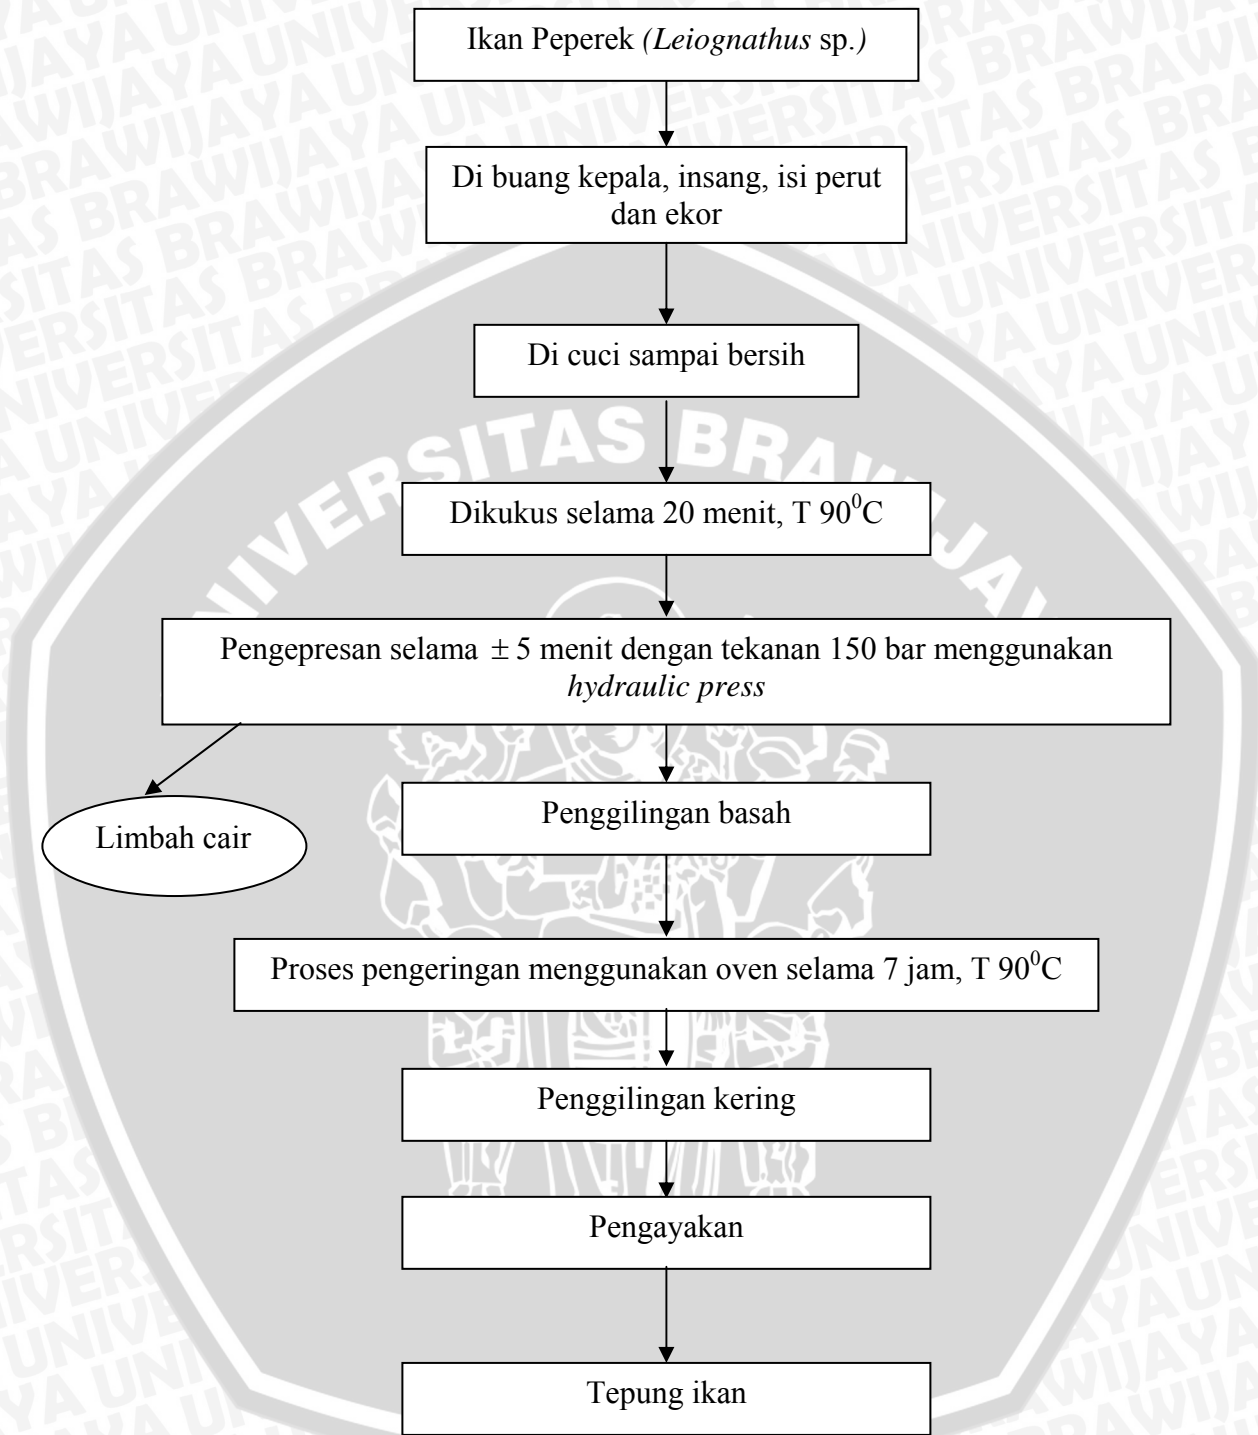 Ikan Peperek (Leiognathus sp.)
Di buang kepala, insang, isi perut
dan ekor
Di cuci sampai bersih
UNIVERSITAS BRAWIJAYA
Dikukus selama 20 menit, T 90⁰C
Pengepresan selama ± 5 menit dengan tekanan 150 bar menggunakan
hydraulic press
Limbah cair
Penggilingan basah
Proses pengeringan menggunakan oven selama 7 jam, T 90⁰C
Penggilingan kering
Pengayakan
Tepung ikan